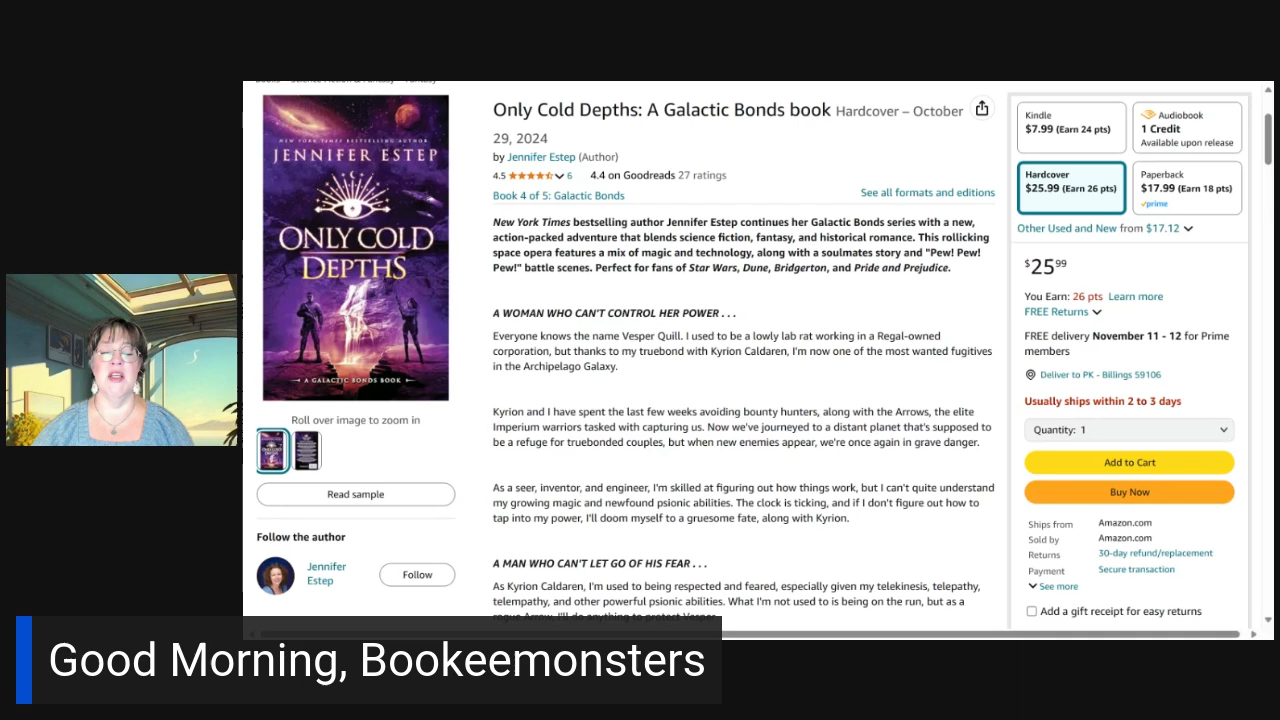 Books Science Fiction & Fantasy Fantasy
NEW YORK TIMES BESTSELLING AUTHOR
JENNIFER ESTEP
ONLY COLD
DEPTHS
A GALACTIC BONDS BOOK
Roll over image to zoom in
Read sample
Follow the author
Jennifer
Estep
Follow
Only Cold Depths: A Galactic Bonds book Hardcover – October
29, 2024
by Jennifer Estep (Author)
4.5 6 4.4 on Goodreads 27 ratings
Book 4 of 5: Galactic Bonds
See all formats and editions
New York Times bestselling author Jennifer Estep continues her Galactic Bonds series with a new,
action-packed adventure that blends science fiction, fantasy, and historical romance. This rollicking
space opera features a mix of magic and technology, along with a soulmates story and "Pew! Pew!
Pew!" battle scenes. Perfect for fans of Star Wars, Dune, Bridgerton, and Pride and Prejudice.
A WOMAN WHO CAN'T CONTROL HER POWER . . .
Everyone knows the name Vesper Quill. I used to be a lowly lab rat working in a Regal-owned
corporation, but thanks to my truebond with Kyrion Caldaren, I'm now one of the most wanted fugitives
in the Archipelago Galaxy.
Kyrion and I have spent the last few weeks avoiding bounty hunters, along with the Arrows, the elite
Imperium warriors tasked with capturing us. Now we've journeyed to a distant planet that's supposed to
be a refuge for truebonded couples, but when new enemies appear, we're once again in grave danger.
As a seer, inventor, and engineer, I'm skilled at figuring out how things work, but I can't quite understand
my growing magic and newfound psionic abilities. The clock is ticking, and if I don't figure out how to
tap into my power, I'll doom myself to a gruesome fate, along with Kyrion.
A MAN WHO CAN'T LET GO OF HIS FEAR . . .
As Kyrion Caldaren, I'm used to being respected and feared, especially given my telekinesis, telepathy,
telempathy, and other powerful psionic abilities. What I'm not used to is being on the run, but as a
rogue Arrow, I'll do anything to protect Vesper.
Kindle
$7.99 (Earn 24 pts)
Audiobook
1 Credit
Available upon release
Hardcover
$25.99 (Earn 26 pts)
Paperback
$17.99 (Earn 18 pts)
prime
Other Used and New from $17.12
$25 99
You Earn: 26 pts Learn more
FREE Returns
FREE delivery November 11 - 12 for Prime
members
Deliver to PK - Billings 59106
Usually ships within 2 to 3 days
Quantity: 1
Add to Cart
Buy Now
Ships from Amazon.com
Sold by Amazon.com
Returns 30-day refund/replacement
Payment Secure transaction
See more
Add a gift receipt for easy returns
Good Morning, Bookeemonsters